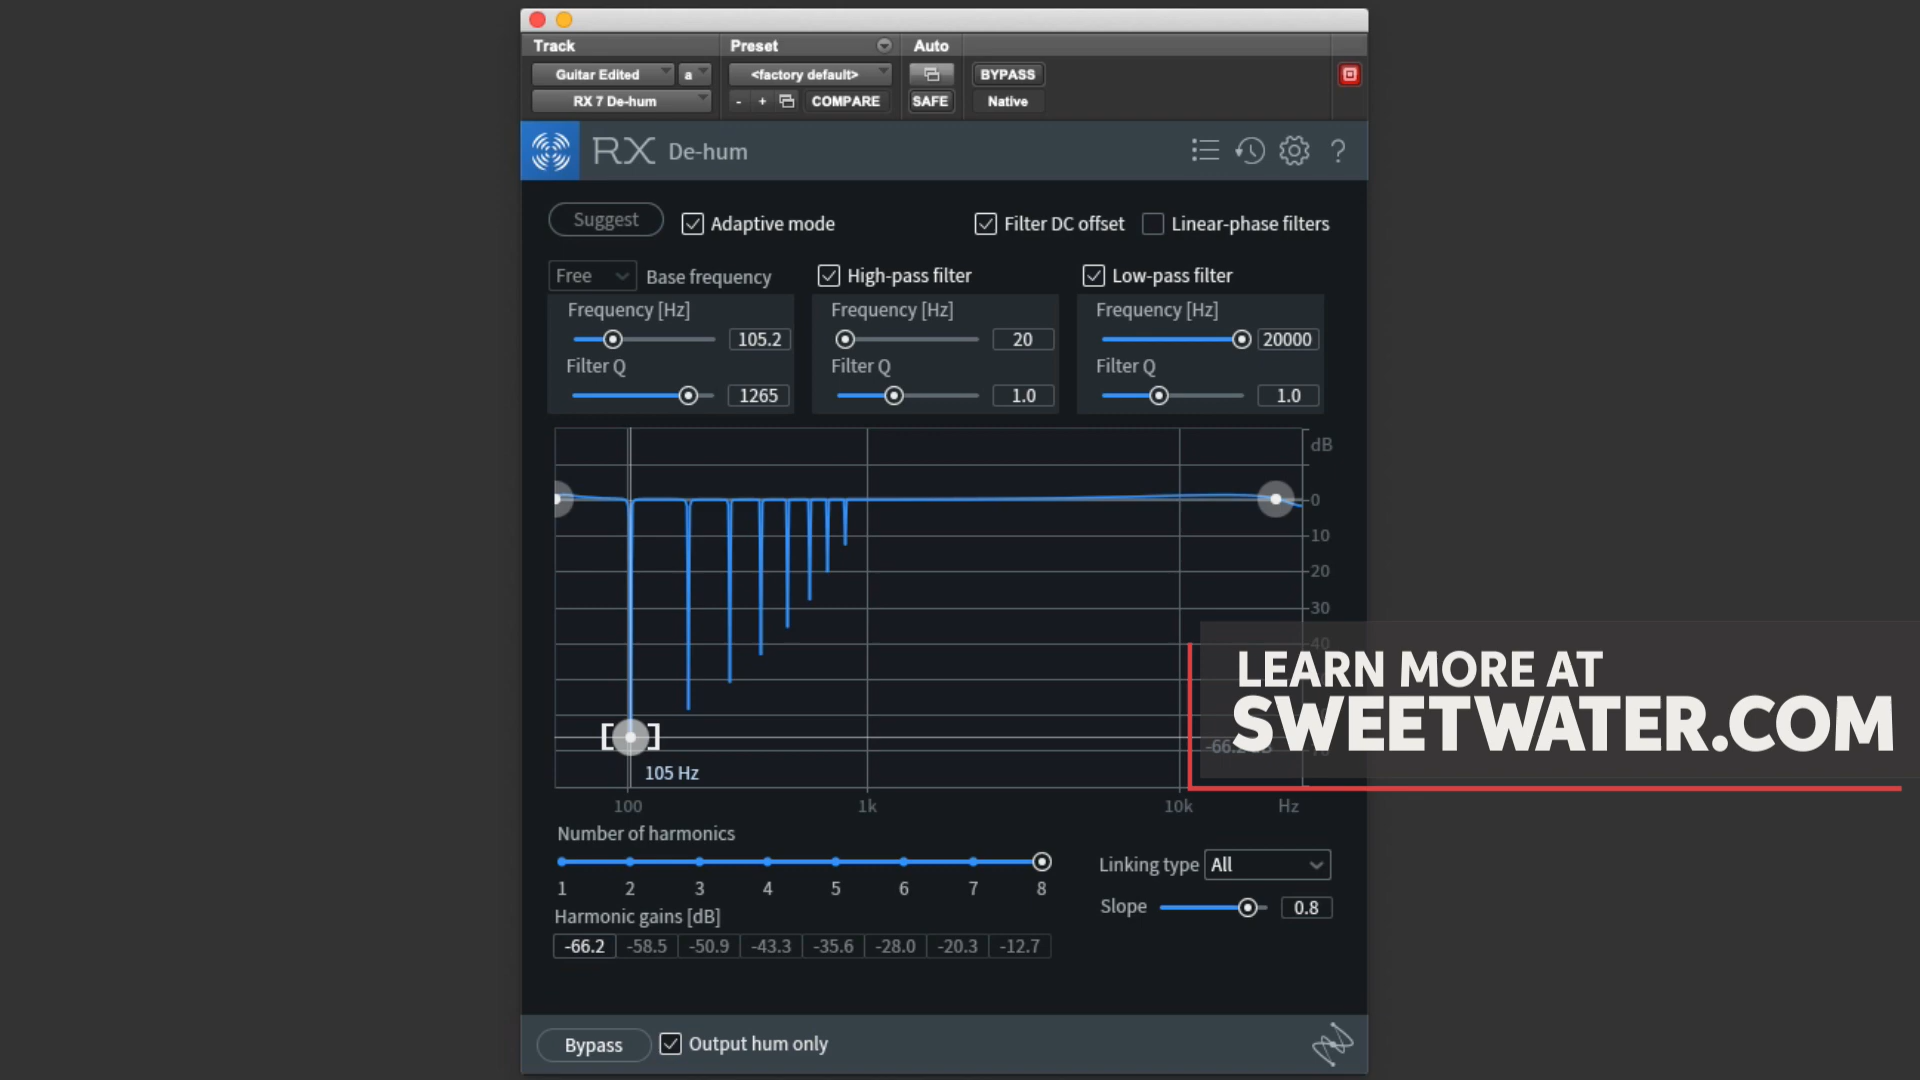 Track Preset Auto
Guitar Edited a <factory default> BYPASS
RX 7 De-hum - + COMPARE SAFE Native
RX De-hum ?
Suggest Adaptive mode Filter DC offset Linear-phase filters
Free Base frequency High-pass filter Low-pass filter
Frequency [Hz] Frequency [Hz] Frequency [Hz]
105.2 20 20000
Filter Q Filter Q Filter Q
1265 1.0 1.0
dB
0
-10
-20
-30
-40
LEARN MORE AT
SWEETWATER.COM
105 Hz
100 1k 10k Hz
Number of harmonics
1 2 3 4 5 6 7 8
Linking type All
Slope 0.8
Harmonic gains [dB]
-66.2 -58.5 -50.9 -43.3 -35.6 -28.0 -20.3 -12.7
Bypass Output hum only